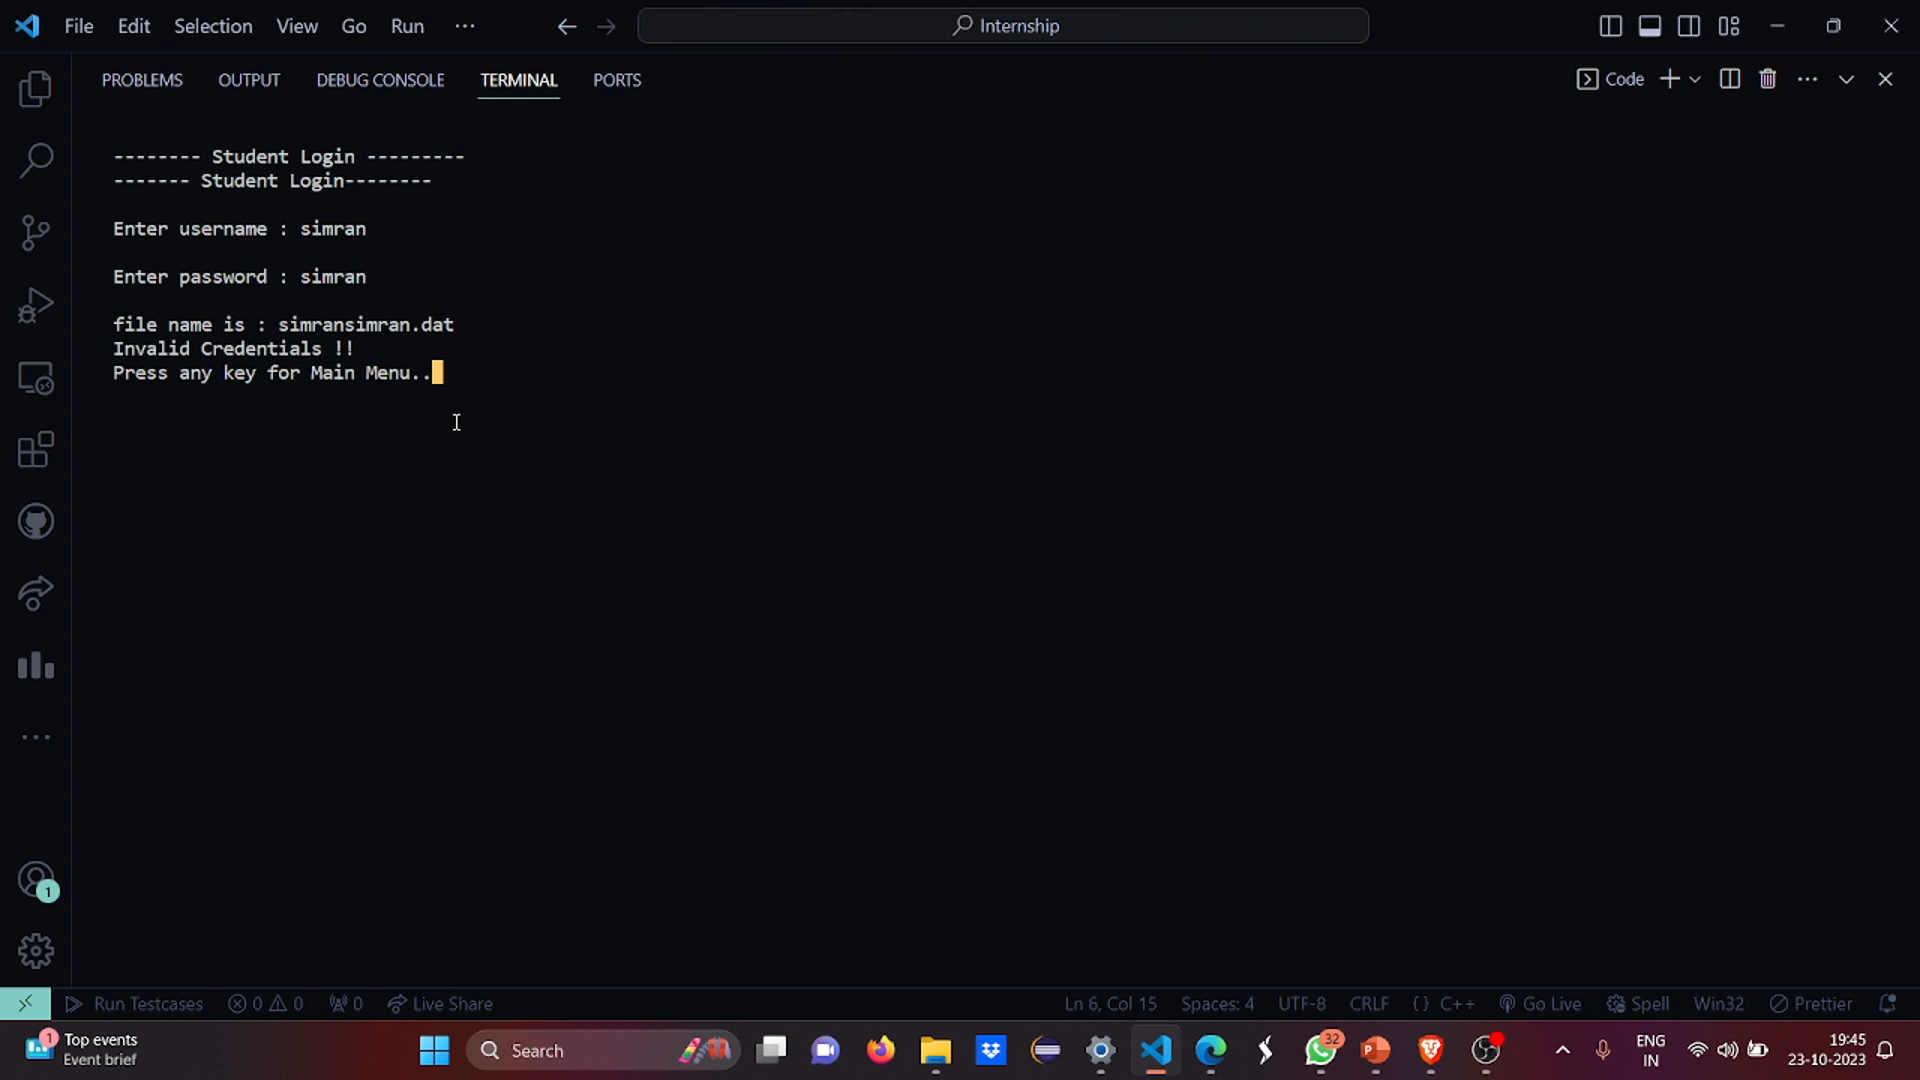 File Edit Selection View Go Run ···
Internship
PROBLEMS OUTPUT DEBUG CONSOLE TERMINAL PORTS
Code
-------- Student Login ---------
------- Student Login--------
Enter username : simran
Enter password : simran
file name is : simransimran.dat
Invalid Credentials !!
Press any key for Main Menu..
1
Run Testcases 0 0 0 Live Share Ln 6, Col 15 Spaces: 4 UTF-8 CRLF {} C++ Go Live Spell Win32 Prettier
1 Top events
Event brief
Search
32
ENG
IN
19:45
23-10-2023